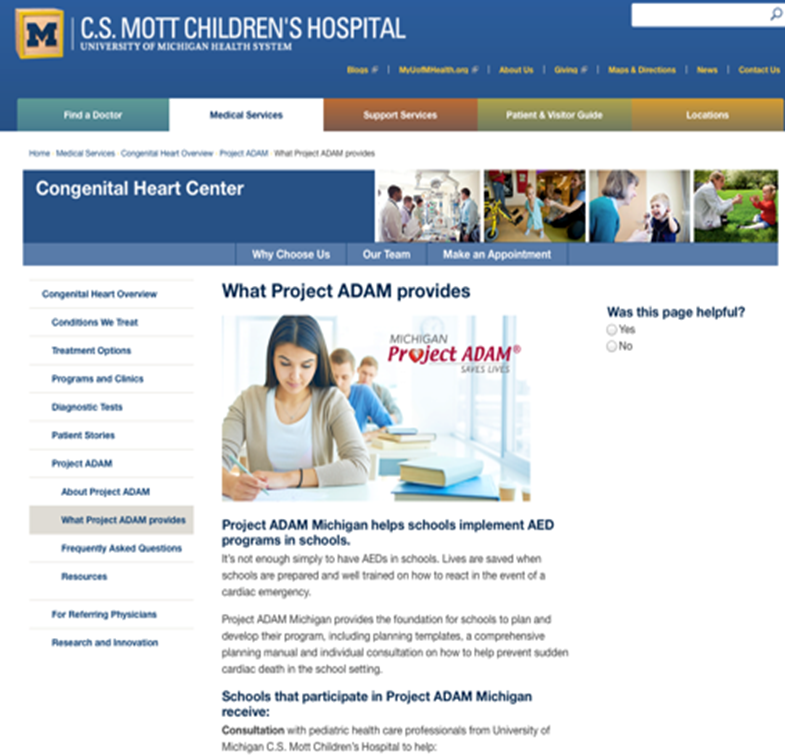 M
C.S. MOTT CHILDREN'S HOSPITAL
UNIVERSITY OF MICHIGAN HEALTH SYSTEM
Blogs | MyUofMHealth.org | About Us | Giving | Maps & Directions | News | Contact Us
Find a Doctor Medical Services Support Services Patient & Visitor Guide Locations
Home Medical Services Congenital Heart Overview Project ADAM What Project ADAM provides
Congenital Heart Center
Why Choose Us Our Team Make an Appointment
Congenital Heart Overview
Conditions We Treat
Treatment Options
Programs and Clinics
Diagnostic Tests
Patient Stories
Project ADAM
About Project ADAM
What Project ADAM provides
Frequently Asked Questions
Resources
For Referring Physicians
Research and Innovation
What Project ADAM provides
MICHIGAN
Project ADAM®
SAVES LIVES
Project ADAM Michigan helps schools implement AED
programs in schools.
It's not enough simply to have AEDs in schools. Lives are saved when
schools are prepared and well trained on how to react in the event of a
cardiac emergency.
Project ADAM Michigan provides the foundation for schools to plan and
develop their program, including planning templates, a comprehensive
planning manual and individual consultation on how to help prevent sudden
cardiac death in the school setting.
Schools that participate in Project ADAM Michigan
receive:
Consultation with pediatric health care professionals from University of
Michigan C.S. Mott Children's Hospital to help:
Was this page helpful?
Yes
No